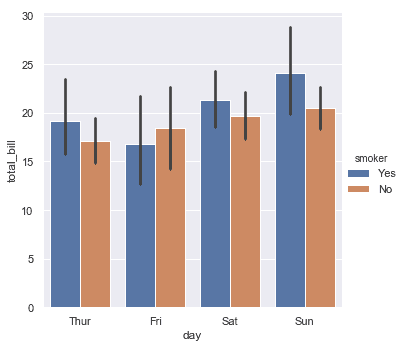 30
25
20
15
10
5
0
total_bill
Thur Fri Sat Sun
day
smoker
Yes
No